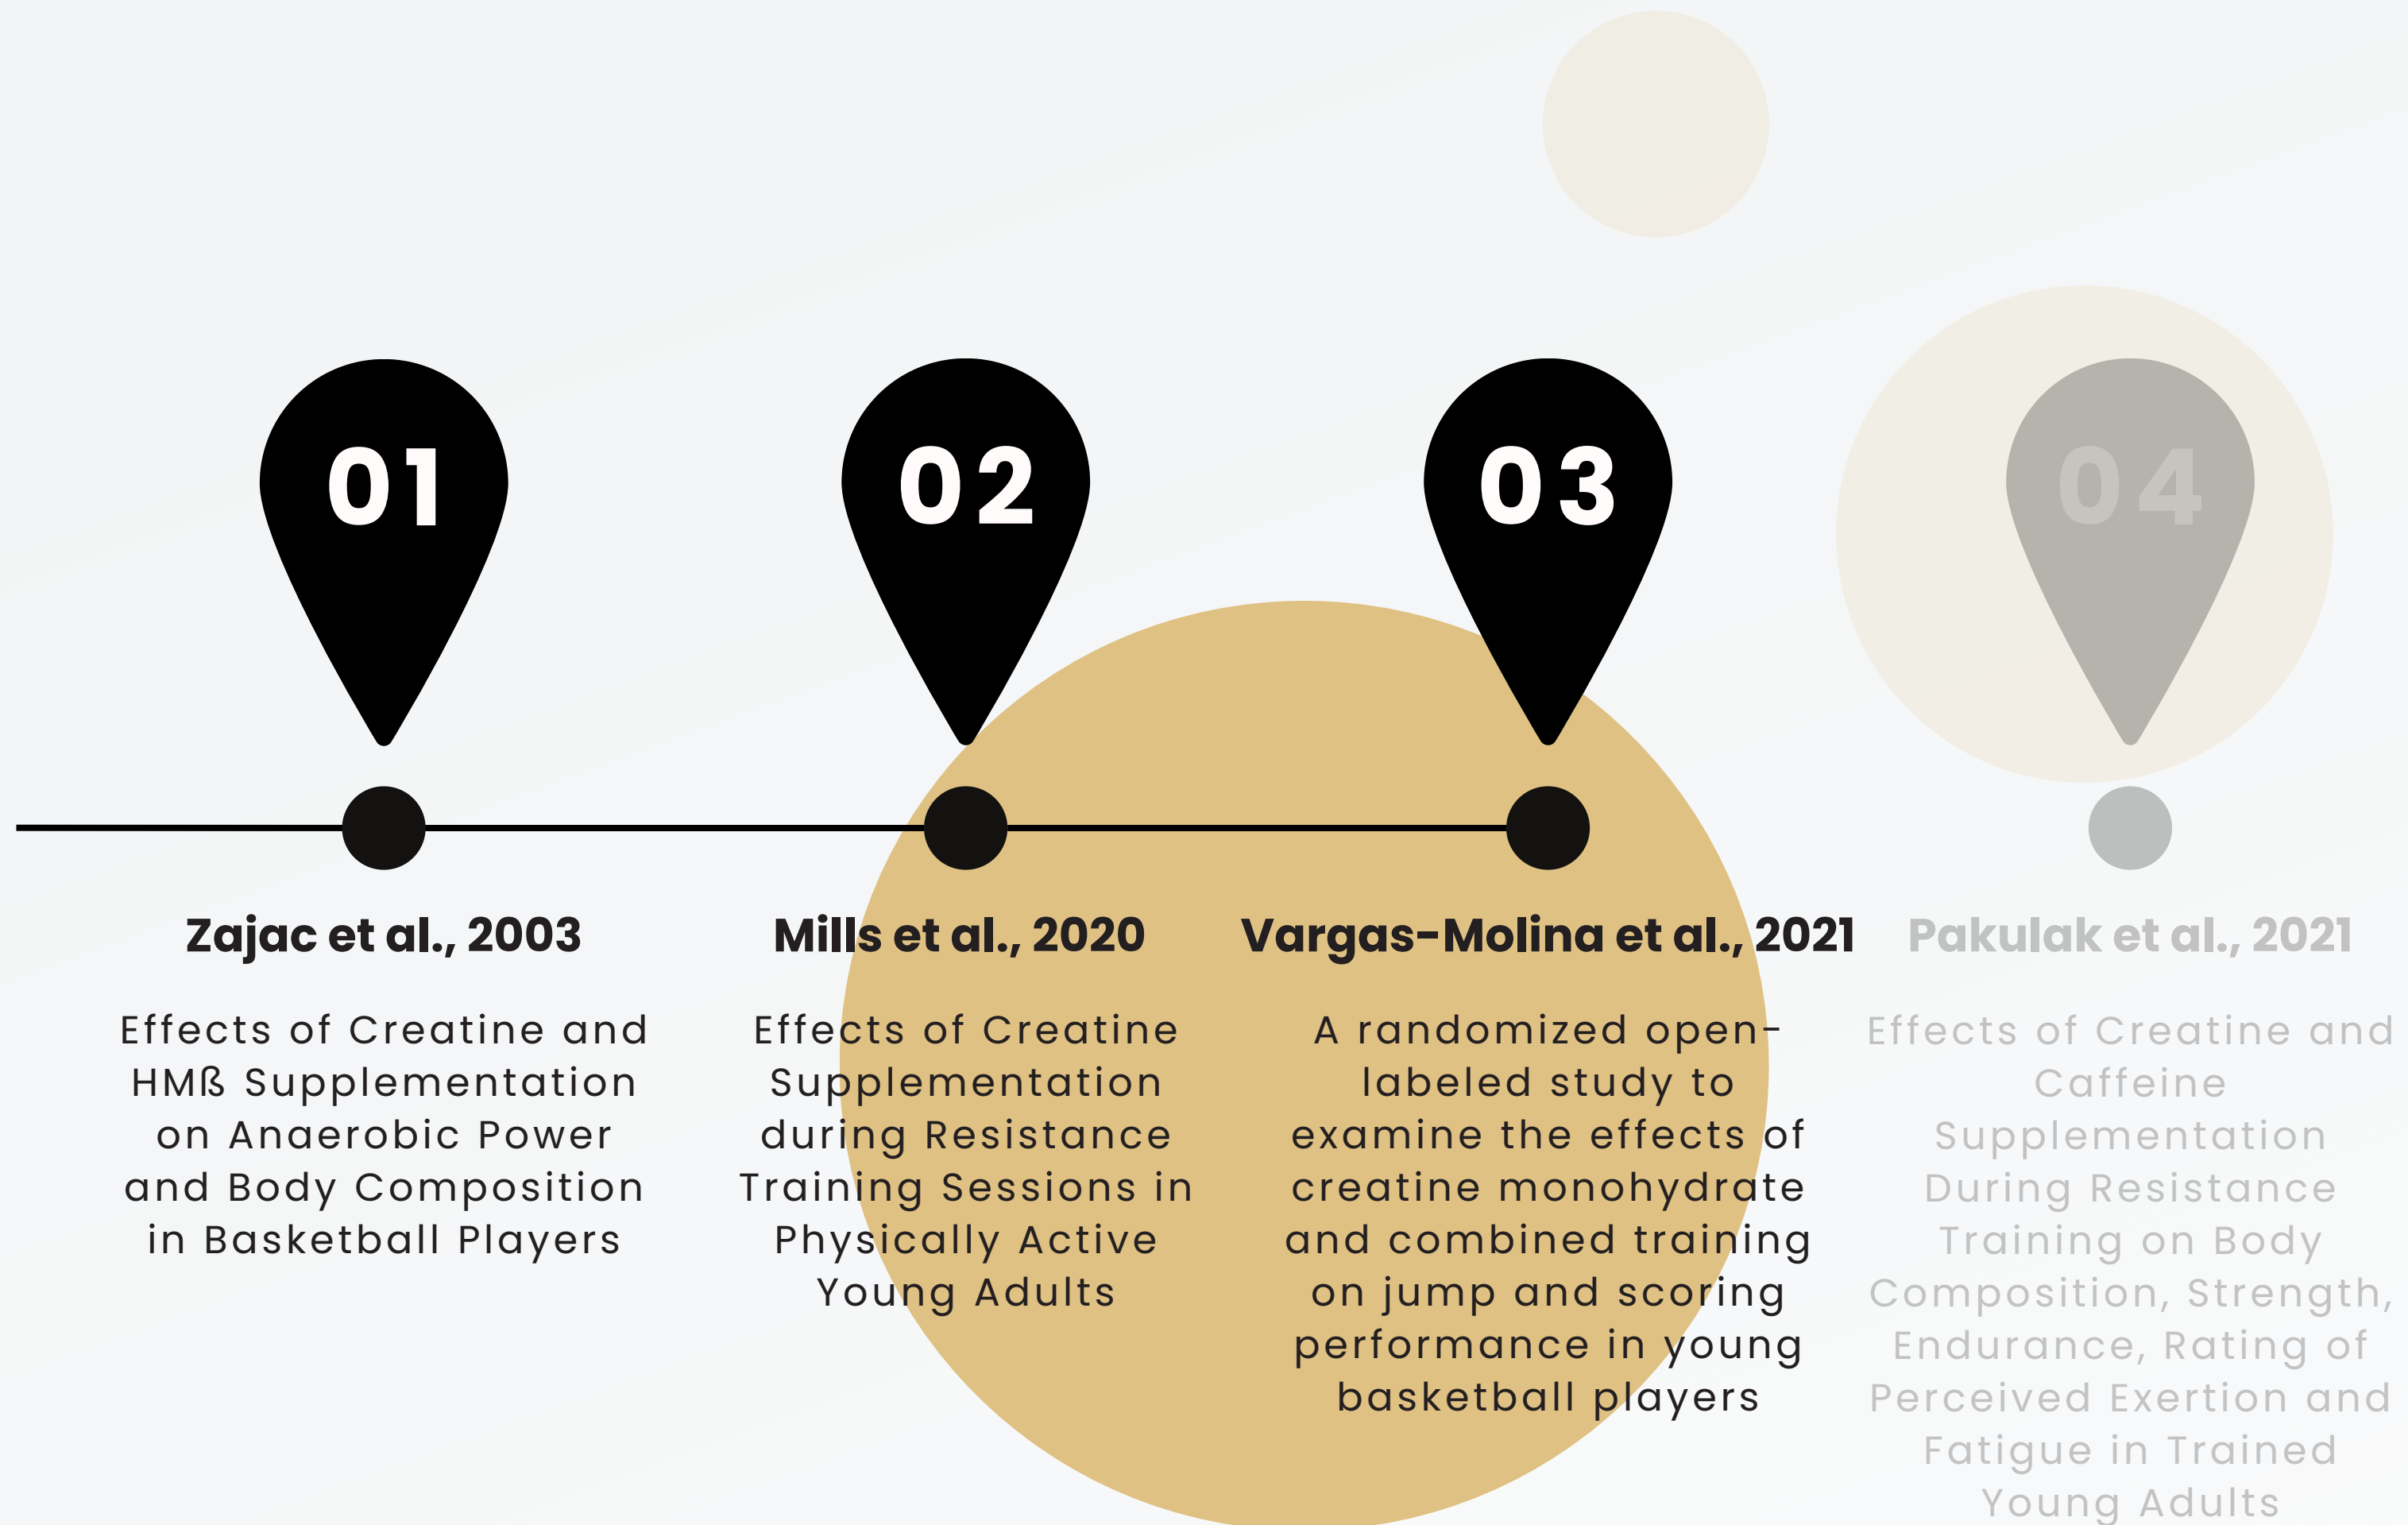 01
Zajac et al., 2003
Effects of Creatine and
HMß Supplementation
on Anaerobic Power
and Body Composition
in Basketball Players
02
Mills et al., 2020
Effects of Creatine
Supplementation
during Resistance
Training Sessions in
Physically Active
Young Adults
03
Vargas-Molina et al., 2021
A randomized open-
labeled study to
examine the effects of
creatine monohydrate
and combined training
on jump and scoring
performance in young
basketball players
04
Pakulak et al., 2021
Effects of Creatine and
Caffeine
Supplementation
During Resistance
Training on Body
Composition, Strength,
Endurance, Rating of
Perceived Exertion and
Fatigue in Trained
Young Adults